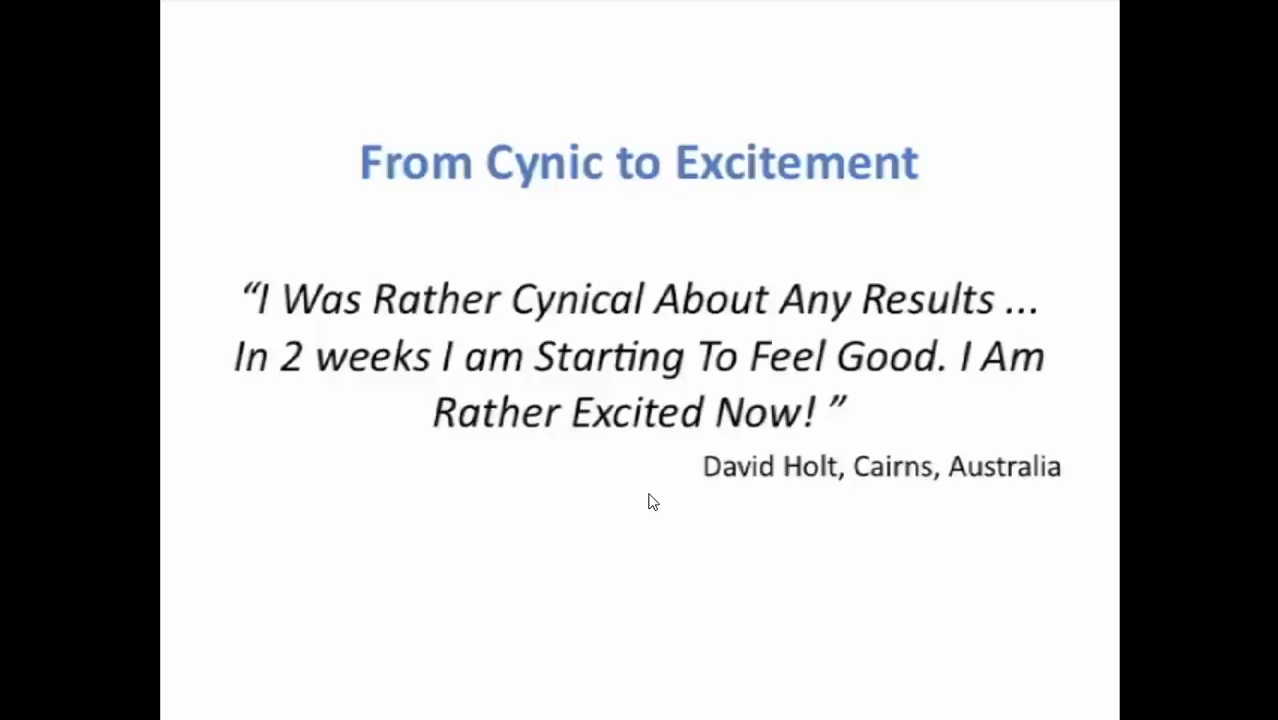 From Cynic to Excitement
“I Was Rather Cynical About Any Results ...
In 2 weeks I am Starting To Feel Good. I Am
Rather Excited Now! ”
David Holt, Cairns, Australia